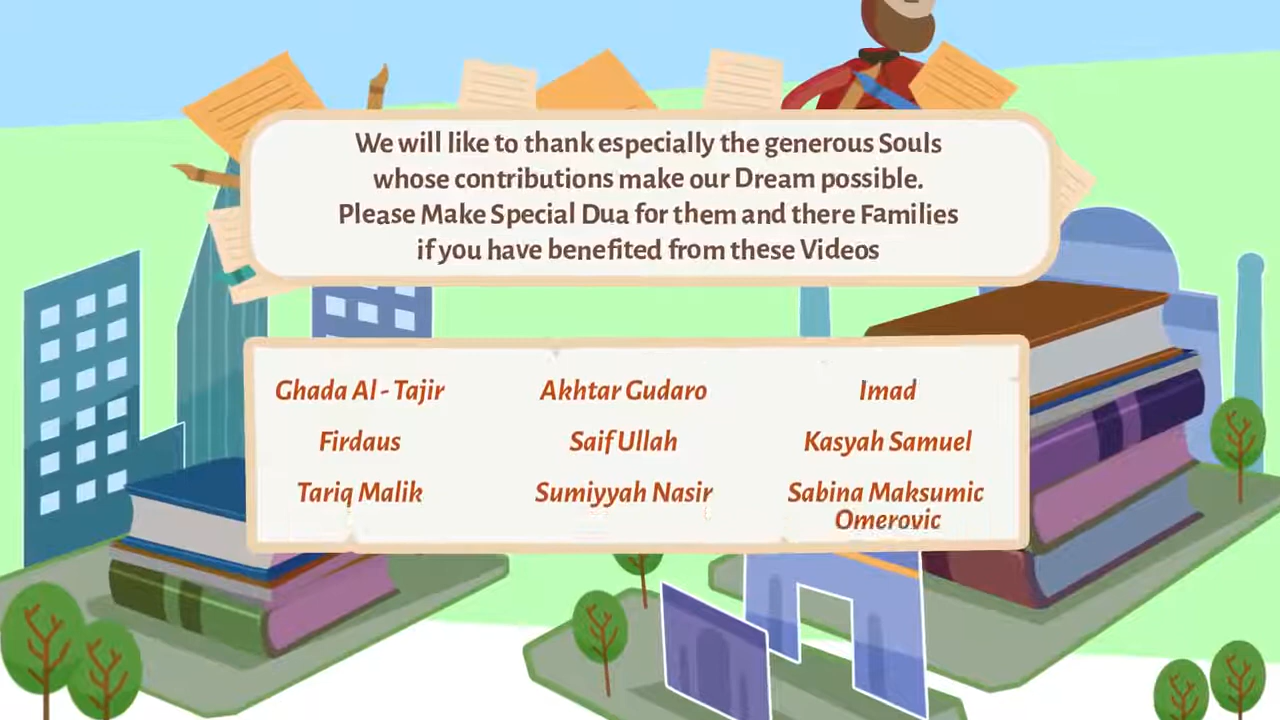 We will like to thank especially the generous Souls
whose contributions make our Dream possible.
Please Make Special Dua for them and there Families
if you have benefited from these Videos
Ghada Al - Tajir
Akhtar Gudaro
Imad
Firdaus
Saif Ullah
Kasyah Samuel
Tariq Malik
Sumiyyah Nasir
Sabina Maksumic
Omerovic